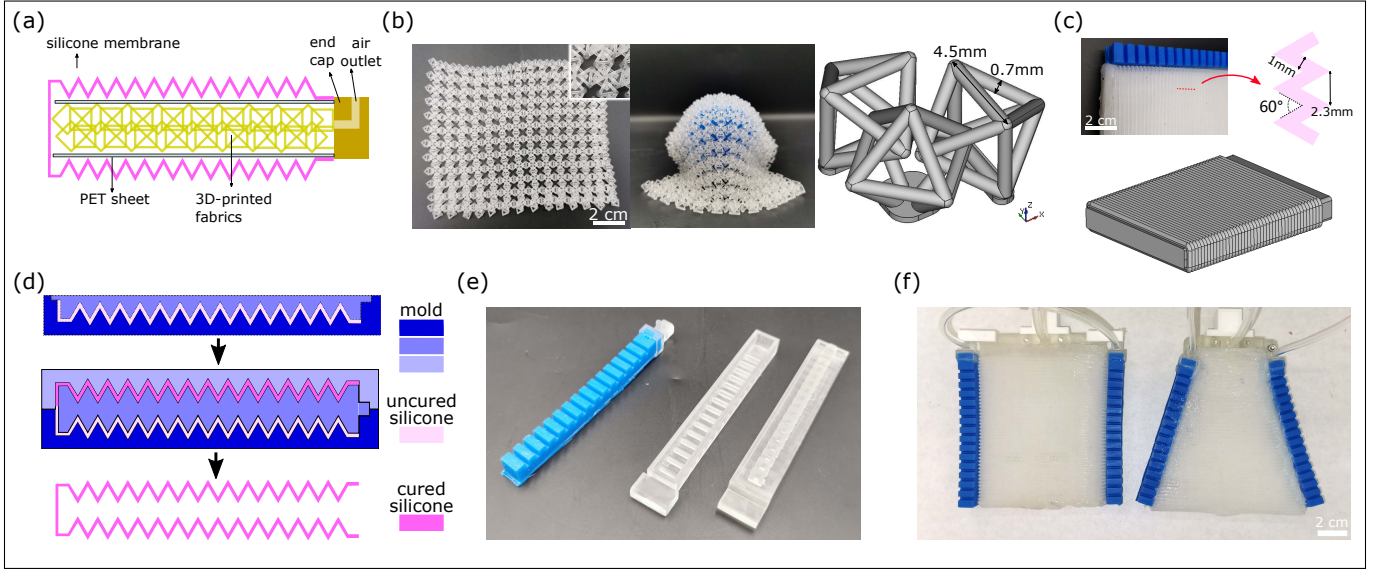 (a)
silicone membrane
end
cap
air
outlet
PET sheet
3D-printed
fabrics
(b)
2 cm
4.5mm
0.7mm
Y
Z
X
(c)
2 cm
1mm
60°
2.3mm
(d)
mold
uncured
silicone
cured
silicone
(e)
(f)
2 cm